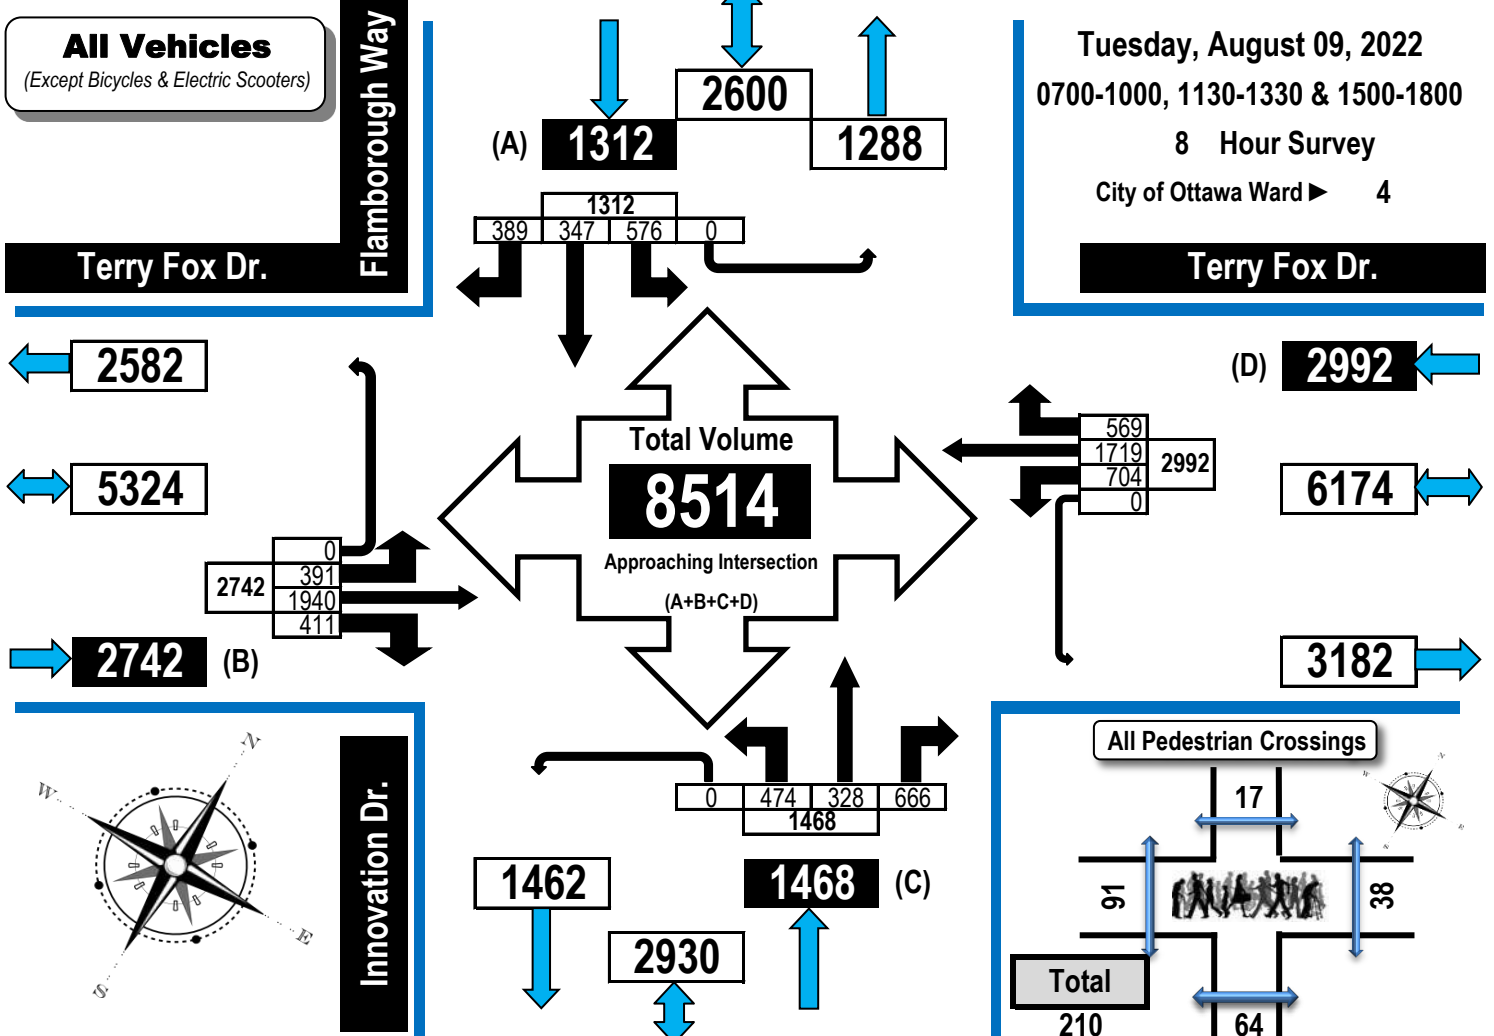 All Vehicles
(Except Bicycles & Electric Scooters)
Flamborough Way
Terry Fox Dr.
2600
(A) 1312
1288
1312
389 347 576 0
Tuesday, August 09, 2022
0700-1000, 1130-1330 & 1500-1800
8 Hour Survey
City of Ottawa Ward ► 4
Terry Fox Dr.
2582
5324
0
391
1940
411
2742
2742 (B)
Total Volume
8514
Approaching Intersection
(A+B+C+D)
569
1719
704
0
2992
(D) 2992
6174
3182
N
W
E
S
Innovation Dr.
0 474 328 666
1468
1462
1468 (C)
2930
All Pedestrian Crossings
N
W
E
S
17
91
38
Total
210
64